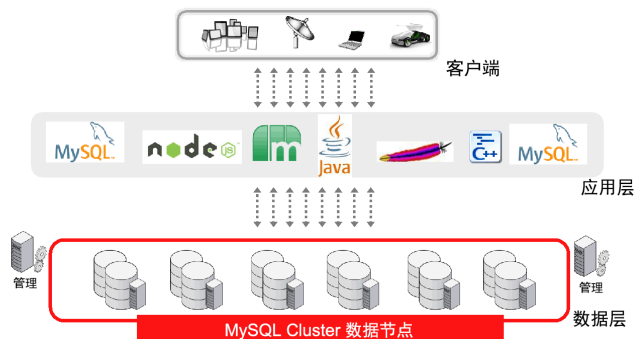 客户端
MySQL
node JS
m
Java
C++
MySQL
应用层
管理
管理
MySQL Cluster 数据节点
数据层